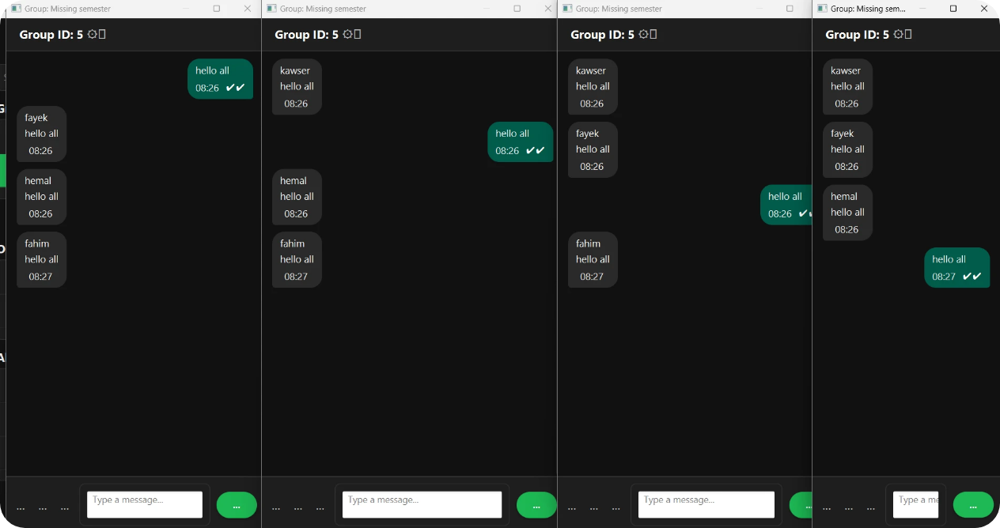 Group: Missing semester
Group ID: 5 ⚙▯
hello all
08:26 ✔✔
fayek
hello all
08:26
hemal
hello all
08:26
fahim
hello all
08:27
... ... ...
Type a message...
...
Group: Missing semester
Group ID: 5 ⚙▯
kawser
hello all
08:26
hello all
08:26 ✔✔
hemal
hello all
08:26
fahim
hello all
08:27
... ... ...
Type a message...
...
Group: Missing semester
Group ID: 5 ⚙▯
kawser
hello all
08:26
fayek
hello all
08:26
hello all
08:26 ✔✔
fahim
hello all
08:27
... ... ...
Type a message...
...
Group: Missing sem...
Group ID: 5 ⚙▯
kawser
hello all
08:26
fayek
hello all
08:26
hemal
hello all
08:26
hello all
08:27 ✔✔
... ... ...
Type a me
...